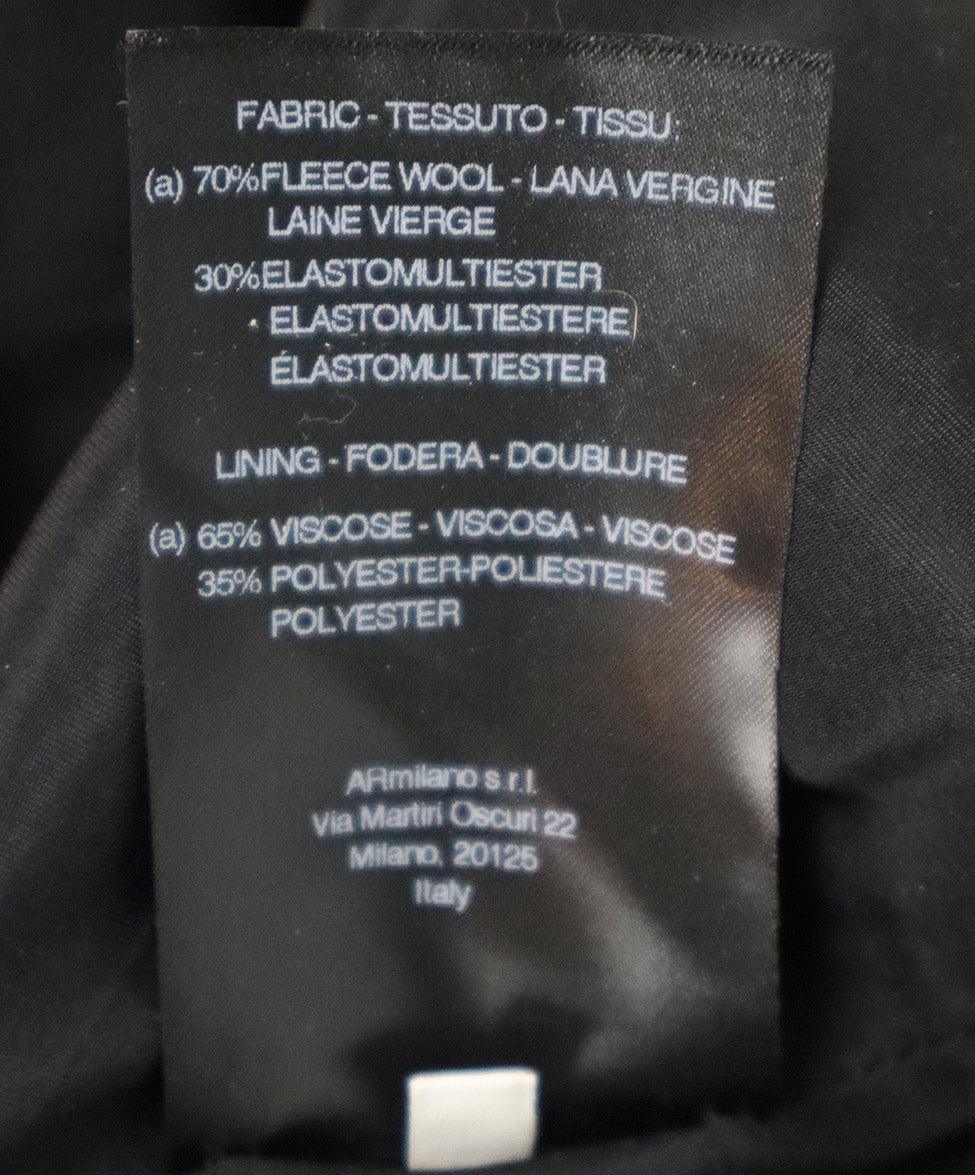 FABRIC - TESSUTO - TISSU:
(a) 70% FLEECE WOOL - LANA VERGINE
LAINE VIERGE
30% ELASTOMULTIESTER
ELASTOMULTIESTERE
ÉLASTOMULTIESTER
LINING - FODERA - DOUBLURE
(a) 65% VISCOSE - VISCOSA - VISCOSE
35% POLYESTER-POLIESTERE
POLYESTER
ARmilano s.r.l.
Via Martiri Oscuri 22
Milano, 20125
Italy